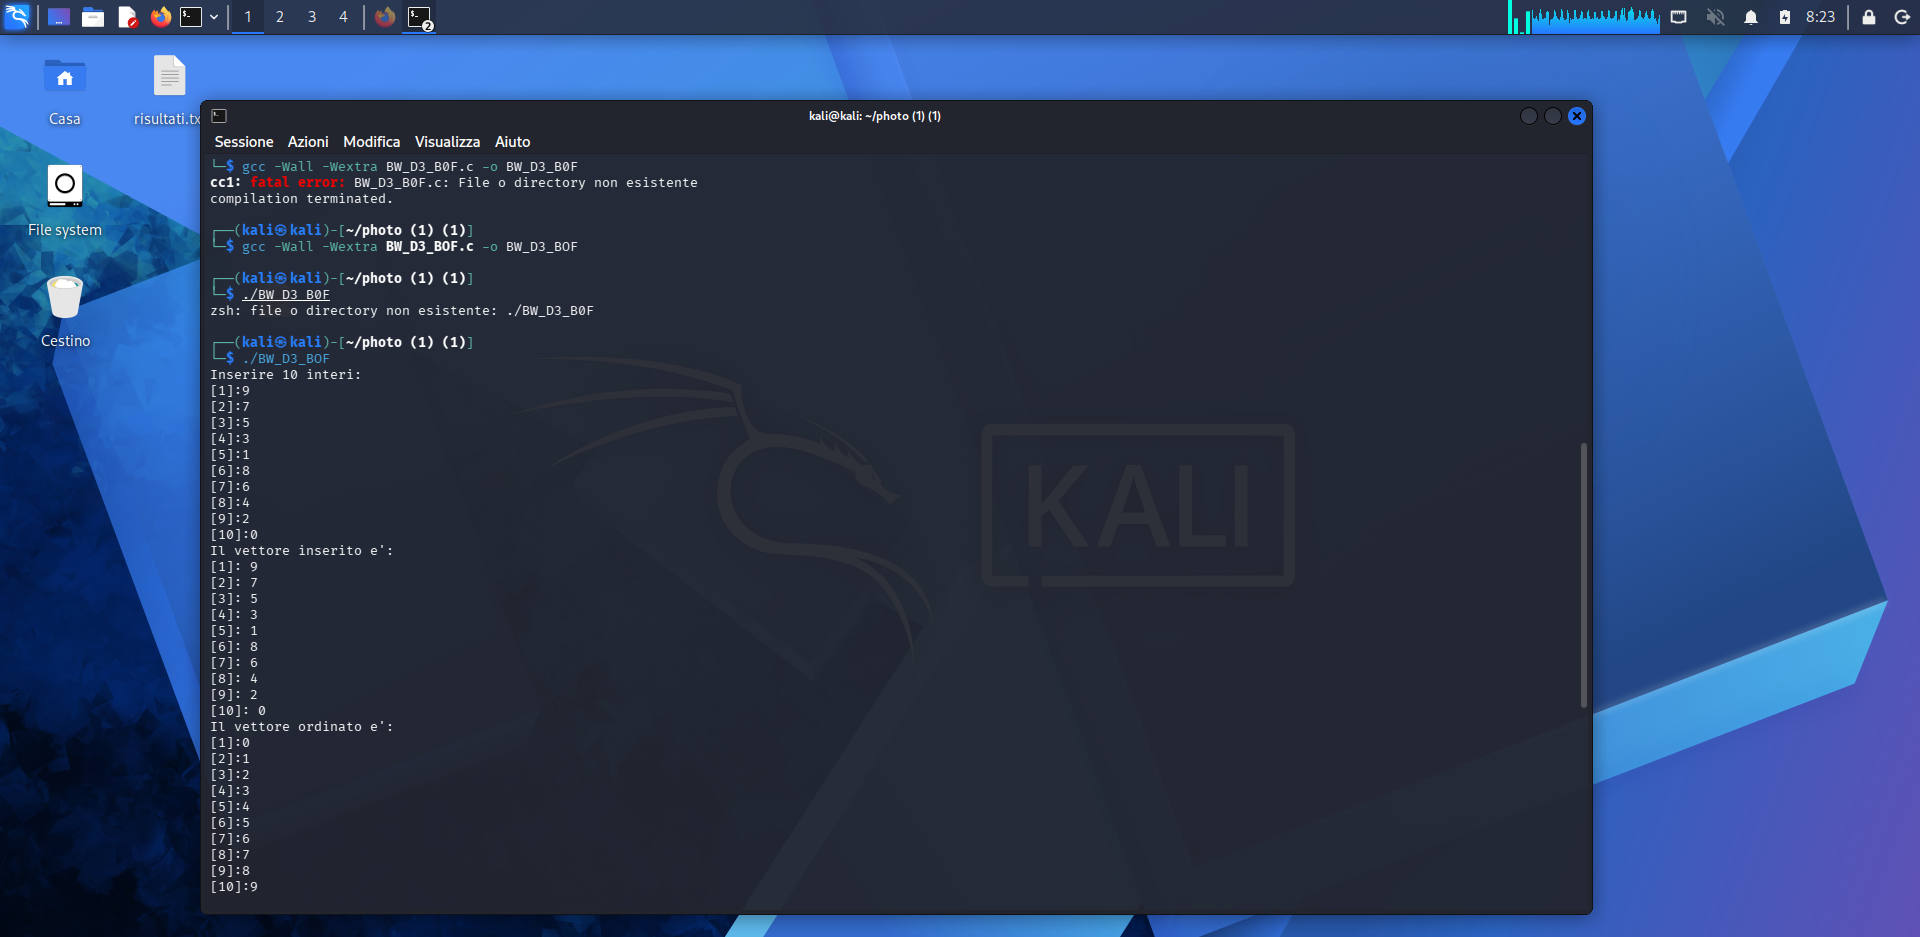 1 2 3 4
2
8:23
Casa
risultati.tx
File system
Cestino
kali@kali: ~/photo (1) (1)
Sessione Azioni Modifica Visualizza Aiuto
└─$ gcc -Wall -Wextra BW_D3_B0F.c -o BW_D3_B0F
cc1: fatal error: BW_D3_B0F.c: File o directory non esistente
compilation terminated.
┌──(kali㉿kali)-[~/photo (1) (1)]
└─$ gcc -Wall -Wextra BW_D3_BOF.c -o BW_D3_BOF
┌──(kali㉿kali)-[~/photo (1) (1)]
└─$ ./BW_D3_B0F
zsh: file o directory non esistente: ./BW_D3_B0F
┌──(kali㉿kali)-[~/photo (1) (1)]
└─$ ./BW_D3_BOF
Inserire 10 interi:
[1]:9
[2]:7
[3]:5
[4]:3
[5]:1
[6]:8
[7]:6
[8]:4
[9]:2
[10]:0
Il vettore inserito e':
[1]: 9
[2]: 7
[3]: 5
[4]: 3
[5]: 1
[6]: 8
[7]: 6
[8]: 4
[9]: 2
[10]: 0
Il vettore ordinato e':
[1]:0
[2]:1
[3]:2
[4]:3
[5]:4
[6]:5
[7]:6
[8]:7
[9]:8
[10]:9
KALI